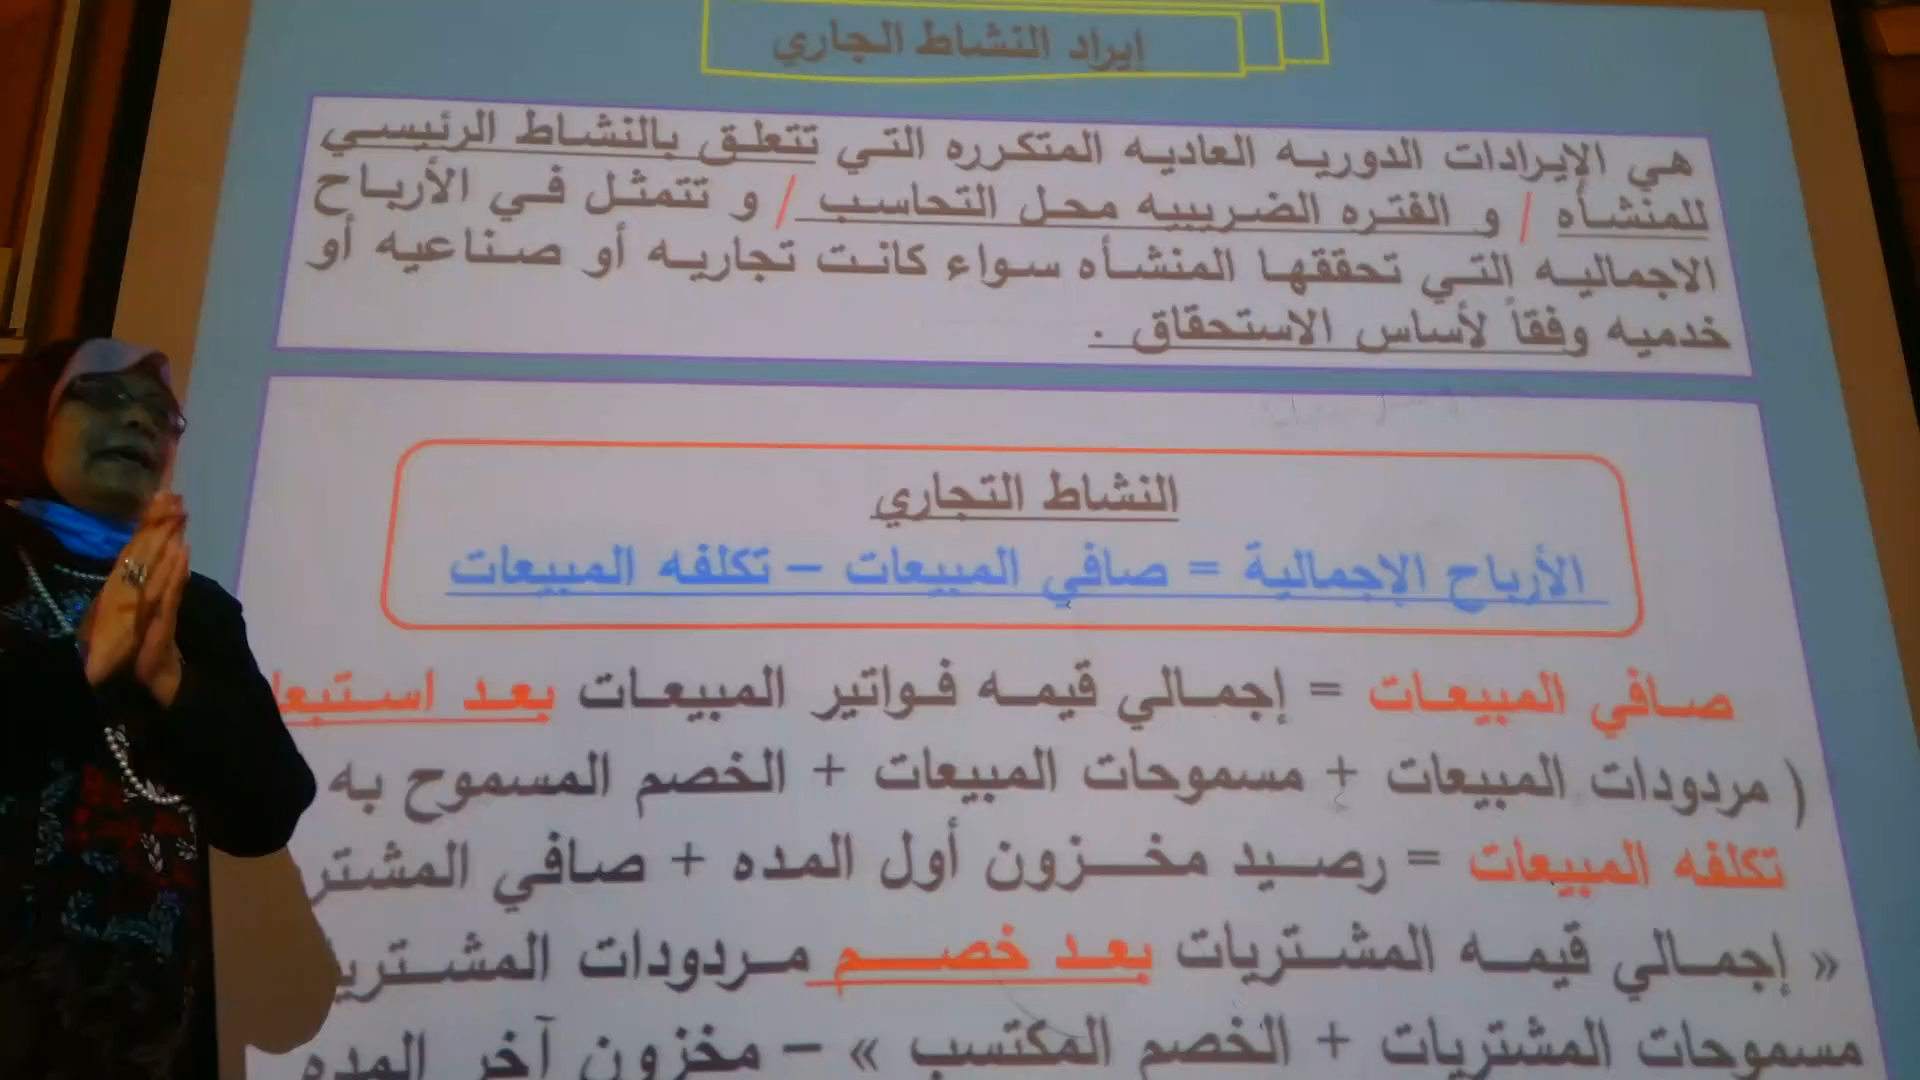 إيراد النشاط الجاري
هي الإيرادات الدوريه العاديه المتكرره التي تتعلق بالنشاط الرئيسي
للمنشأه / و الفتره الضريبيه محل التحاسب / و تتمثل في الأرباح
الاجماليه التي تحققها المنشأه سواء كانت تجاريه أو صناعيه أو
خدميه وفقاً لأساس الاستحقاق .
النشاط التجاري
الأرباح الإجمالية = صافي المبيعات – تكلفه المبيعات
صافي المبيعات = إجمالي قيمه فواتير المبيعات بعد
( مردودات المبيعات + مسموحات المبيعات + الخصم المسموح به
تكلفه المبيعات = رصيد مخزون أول المده + صافي
« إجمالي قيمه المشتريات بعد خصم مردودات
مسموحات المشتريات + الخصم المكتسب » – مخزون آخر المده